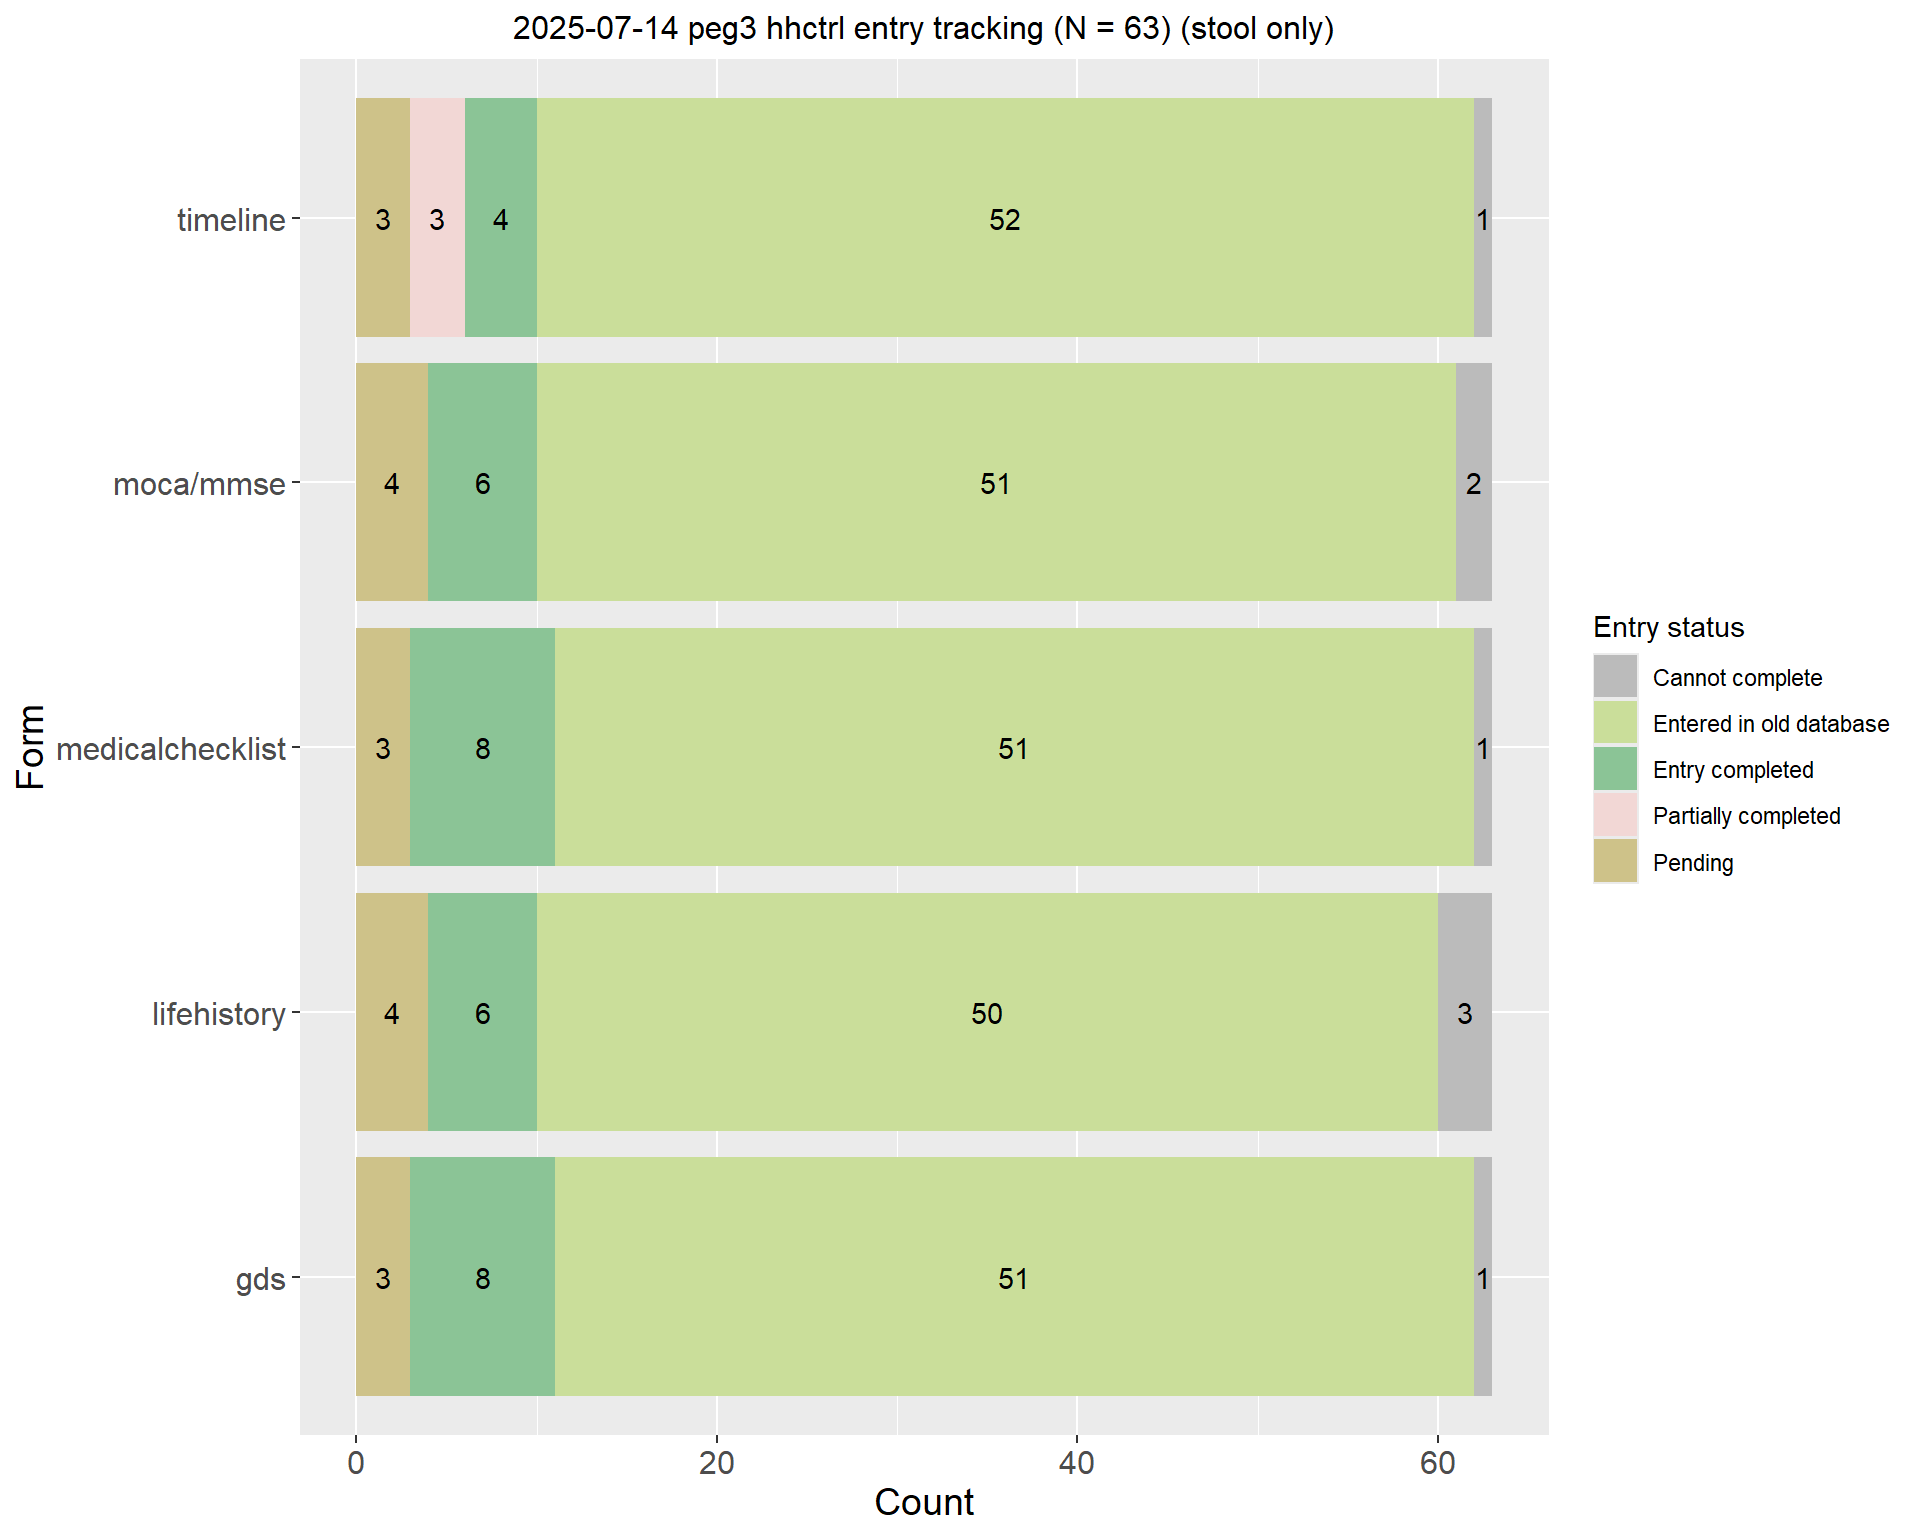 2025-07-14 peg3 hhctrl entry tracking (N = 63) (stool only)
timeline
3 3 4 52 1
moca/mmse
4 6 51 2
medicalchecklist
3 8 51 1
lifehistory
4 6 50 3
gds
3 8 51 1
Form
0 20 40 60
Count
Entry status
Cannot complete
Entered in old database
Entry completed
Partially completed
Pending